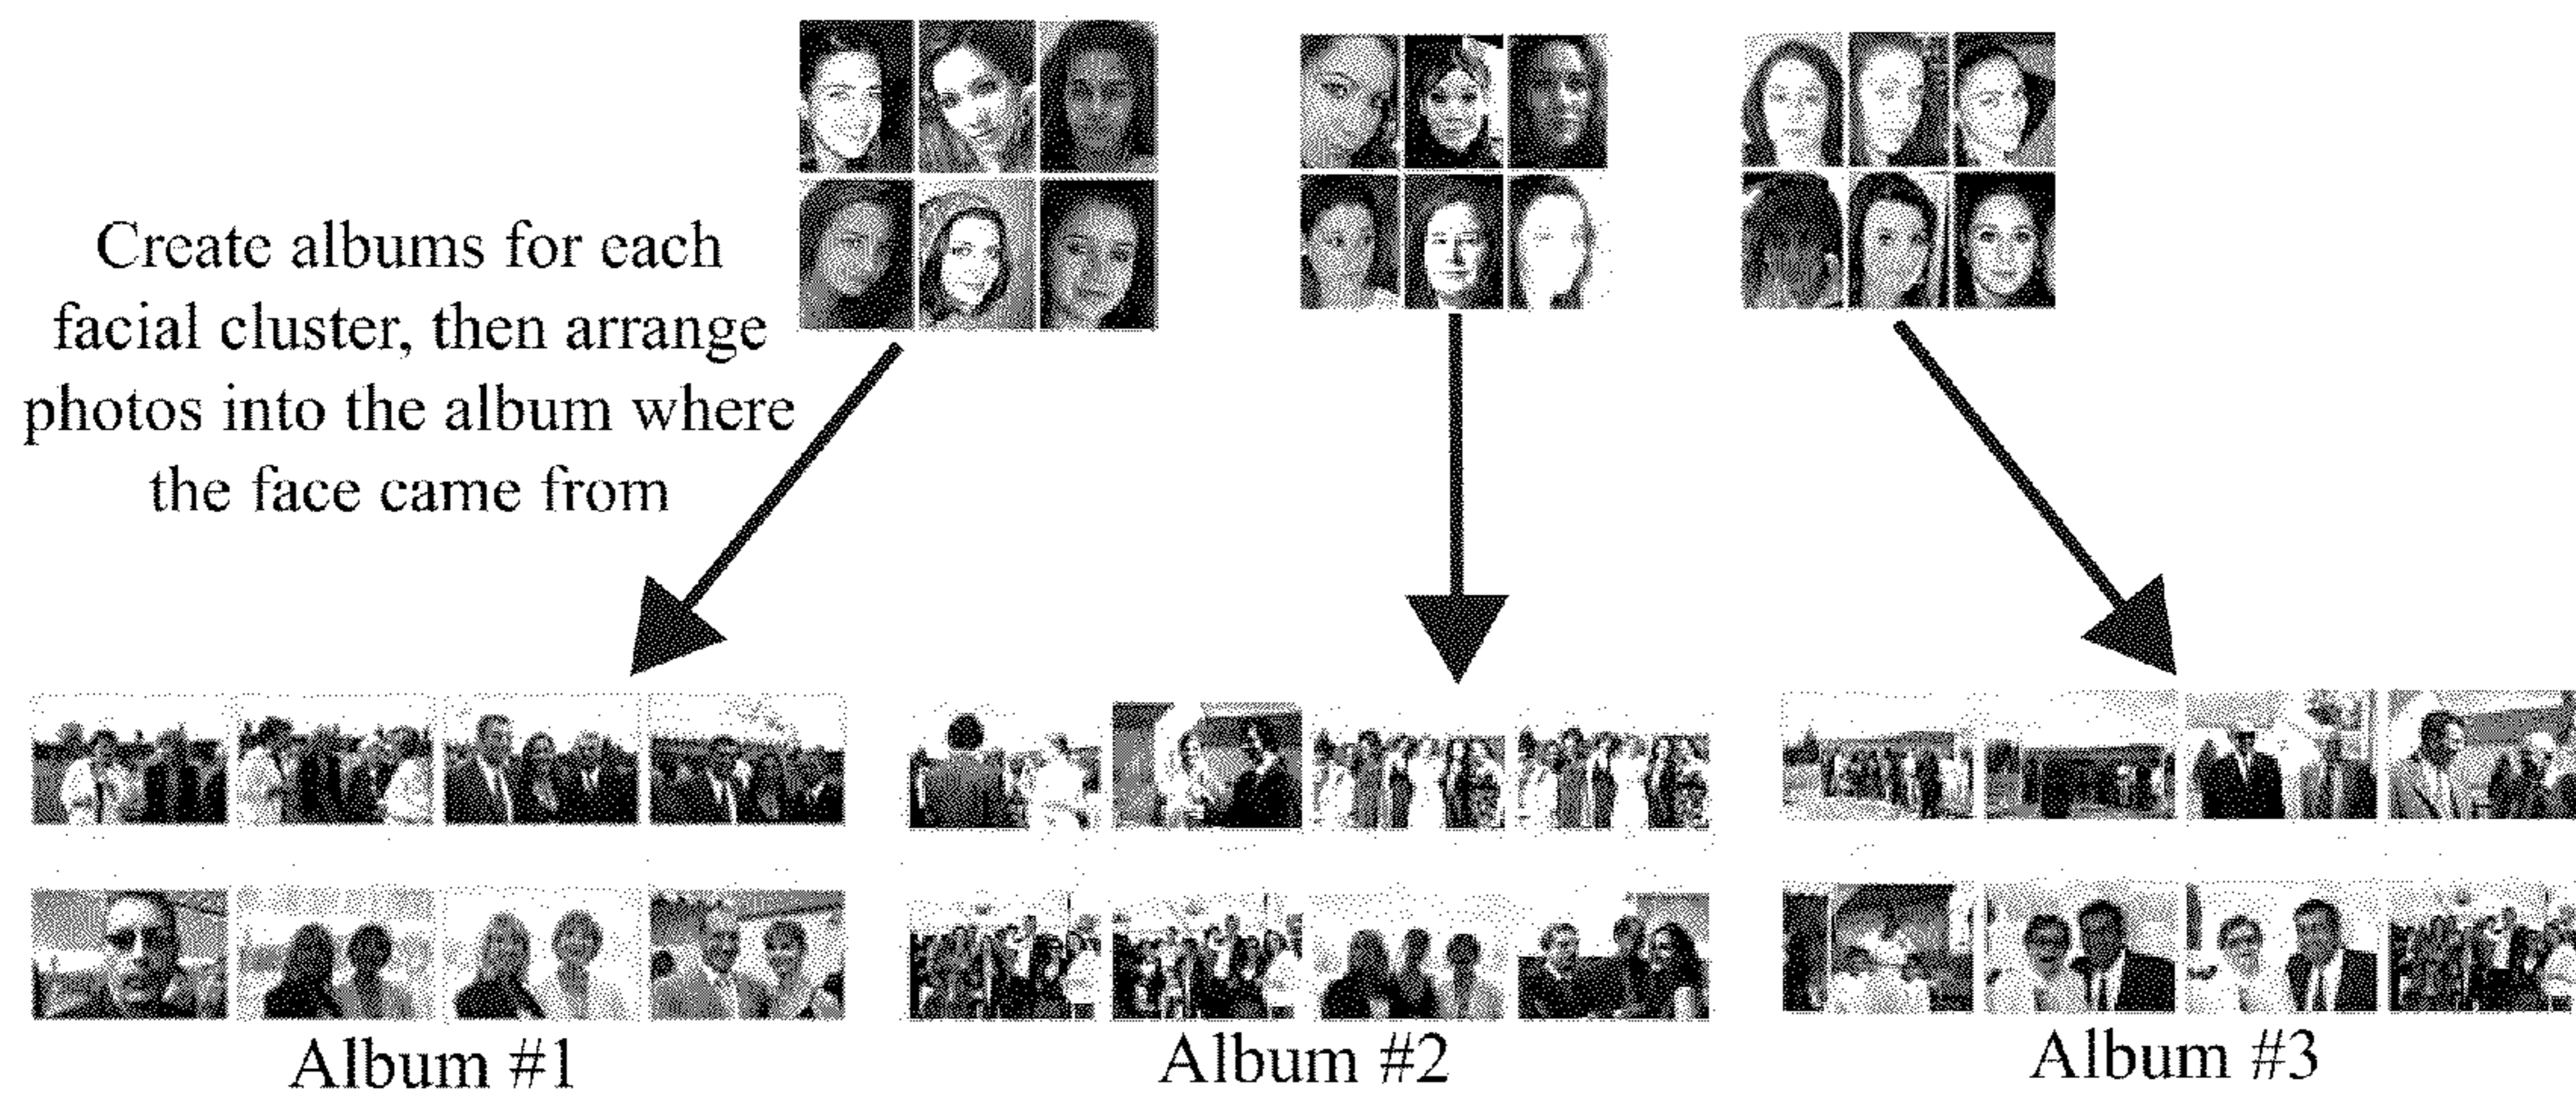 Create albums for each
facial cluster, then arrange
photos into the album where
the face came from
Album #1
Album #2
Album #3